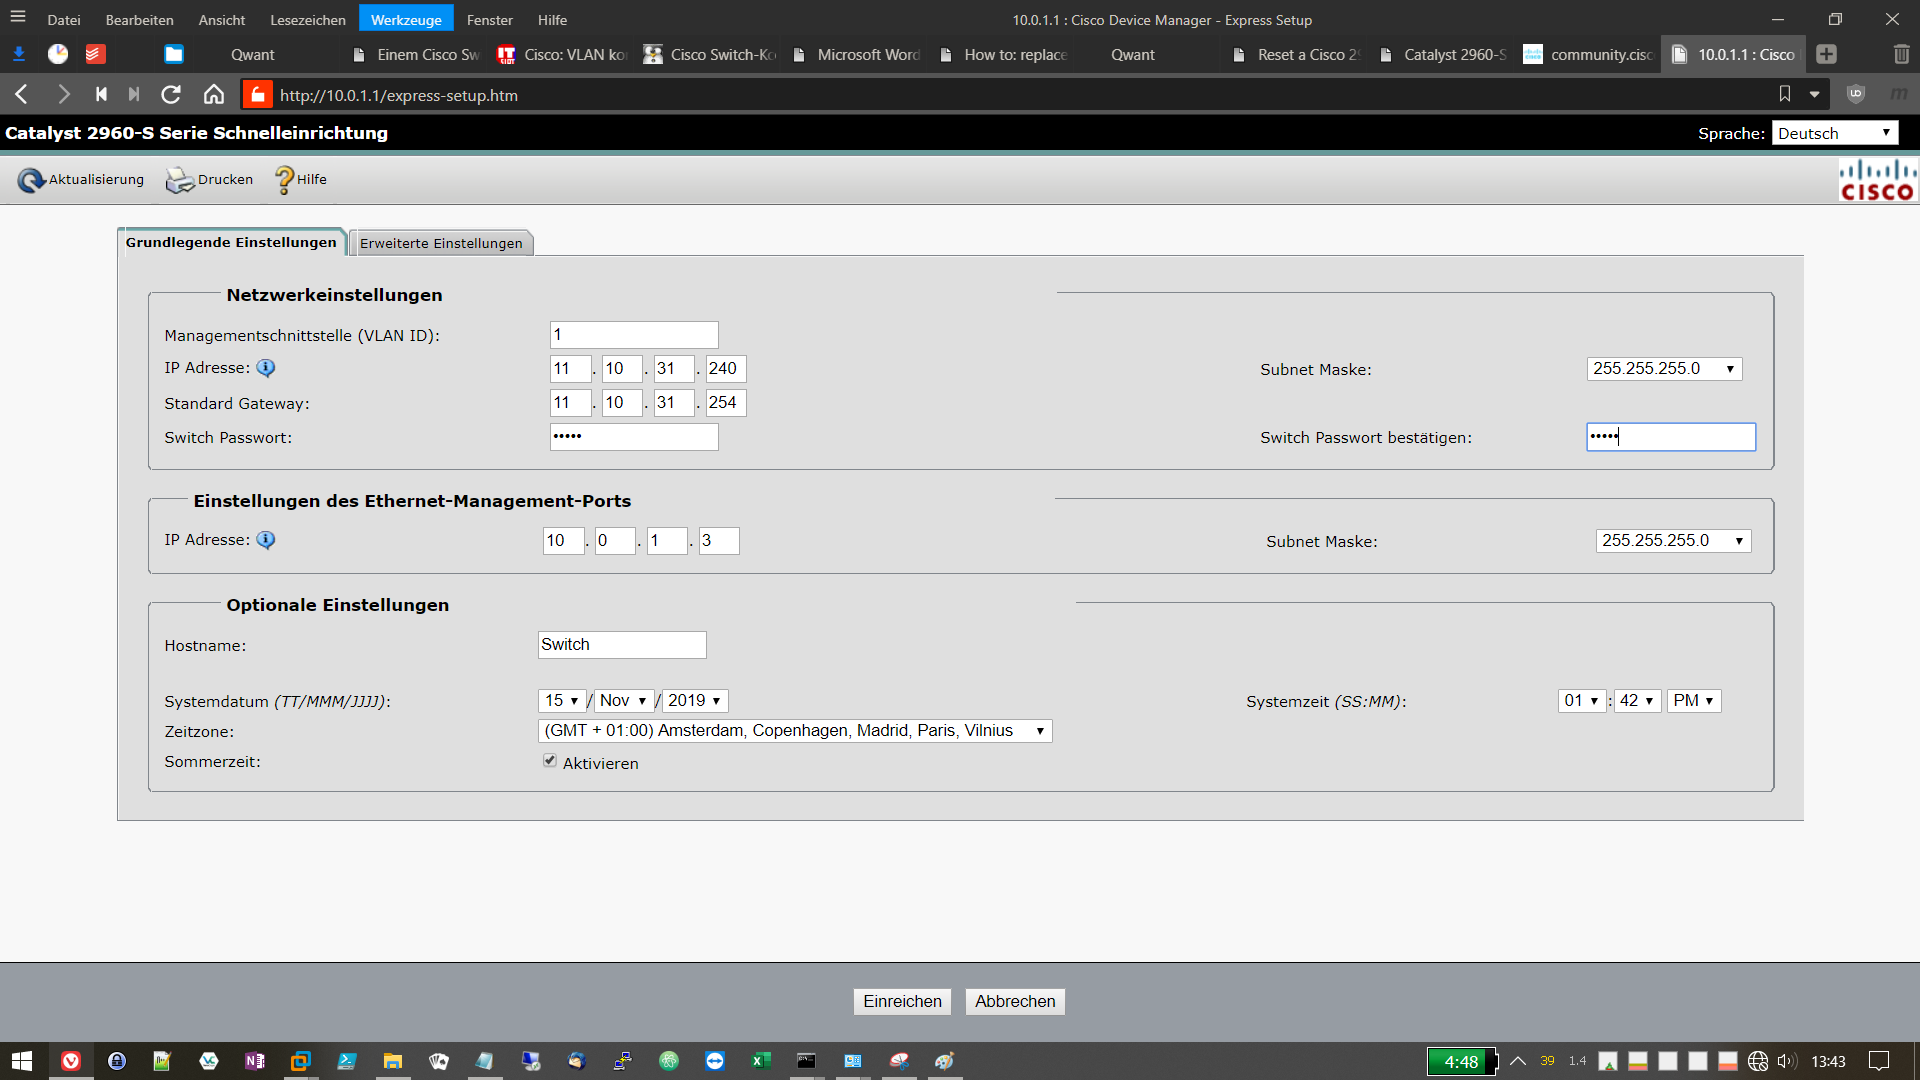 Datei Bearbeiten Ansicht Lesezeichen Werkzeuge Fenster Hilfe 10.0.1.1 : Cisco Device Manager - Express Setup
Qwant Einem Cisco Sw Cisco: VLAN ko Cisco Switch-Ko Microsoft Word How to: replace Qwant Reset a Cisco 29 Catalyst 2960-S community.cisc 10.0.1.1 : Cisco
http://10.0.1.1/express-setup.htm
Catalyst 2960-S Serie Schnelleinrichtung Sprache: Deutsch
Aktualisierung Drucken Hilfe CISCO
Grundlegende Einstellungen Erweiterte Einstellungen
Netzwerkeinstellungen
Managementschnittstelle (VLAN ID): 1
IP Adresse: 11 . 10 . 31 . 240 Subnet Maske: 255.255.255.0
Standard Gateway: 11 . 10 . 31 . 254
Switch Passwort: ••••• Switch Passwort bestätigen: •••••
Einstellungen des Ethernet-Management-Ports
IP Adresse: 10 . 0 . 1 . 3 Subnet Maske: 255.255.255.0
Optionale Einstellungen
Hostname: Switch
Systemdatum (TT/MMM/JJJJ): 15 / Nov / 2019 Systemzeit (SS:MM): 01 : 42 PM
Zeitzone: (GMT + 01:00) Amsterdam, Copenhagen, Madrid, Paris, Vilnius
Sommerzeit: Aktivieren
Einreichen Abbrechen
4:48 39 1.4 13:43